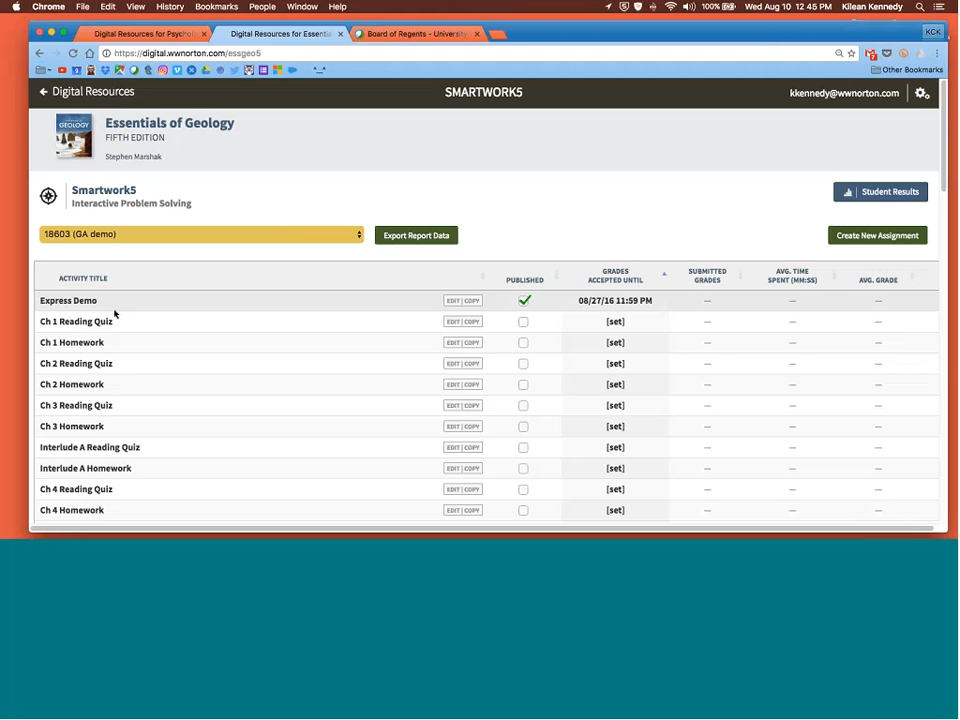 Chrome File Edit View History Bookmarks People Window Help 100% Wed Aug 10 12:45 PM Kilean Kennedy
Digital Resources for Psycho × Digital Resources for Essentia × Board of Regents - Universit × KCK
https://digital.wwnorton.com/essgeo5
Other Bookmarks
Digital Resources SMARTWORK5 kkennedy@wwnorton.com
GEOLOGY
Essentials of Geology
FIFTH EDITION
Stephen Marshak
Smartwork5
Interactive Problem Solving
Student Results
18603 (GA demo) Export Report Data Create New Assignment
ACTIVITY TITLE PUBLISHED GRADES ACCEPTED UNTIL SUBMITTED GRADES AVG. TIME SPENT (MM:SS) AVG. GRADE
Express Demo EDIT | COPY 08/27/16 11:59 PM — — —
Ch 1 Reading Quiz EDIT | COPY [set] — — —
Ch 1 Homework EDIT | COPY [set] — — —
Ch 2 Reading Quiz EDIT | COPY [set] — — —
Ch 2 Homework EDIT | COPY [set] — — —
Ch 3 Reading Quiz EDIT | COPY [set] — — —
Ch 3 Homework EDIT | COPY [set] — — —
Interlude A Reading Quiz EDIT | COPY [set] — — —
Interlude A Homework EDIT | COPY [set] — — —
Ch 4 Reading Quiz EDIT | COPY [set] — — —
Ch 4 Homework EDIT | COPY [set] — — —